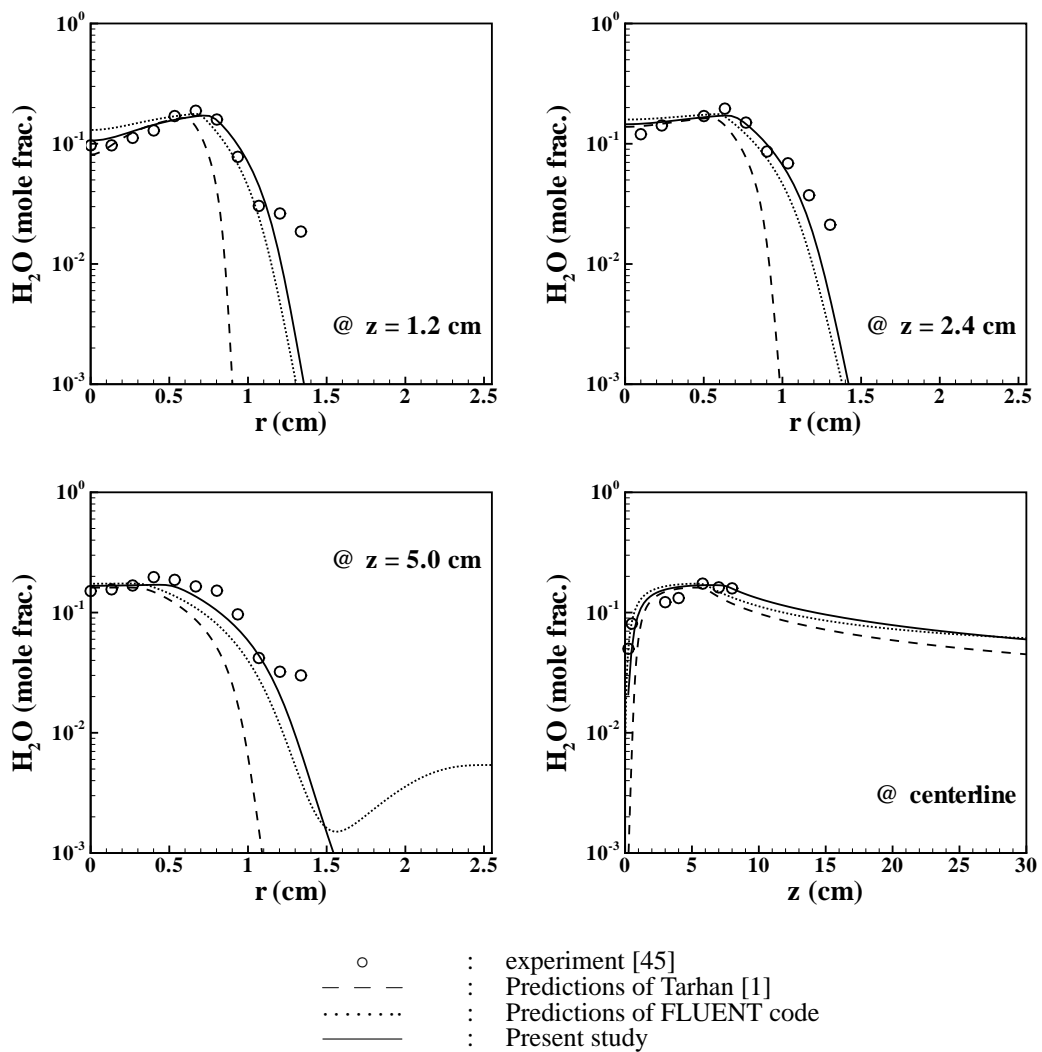 10^0
10^-1
10^-2
10^-3
H_2O (mole frac.)
@ z = 1.2 cm
0 0.5 1 1.5 2 2.5
r (cm)
10^0
10^-1
10^-2
10^-3
H_2O (mole frac.)
@ z = 2.4 cm
0 0.5 1 1.5 2 2.5
r (cm)
10^0
10^-1
10^-2
10^-3
H_2O (mole frac.)
@ z = 5.0 cm
0 0.5 1 1.5 2 2.5
r (cm)
10^0
10^-1
10^-2
10^-3
H_2O (mole frac.)
@ centerline
0 5 10 15 20 25 30
z (cm)
: experiment [45]
: Predictions of Tarhan [1]
: Predictions of FLUENT code
: Present study